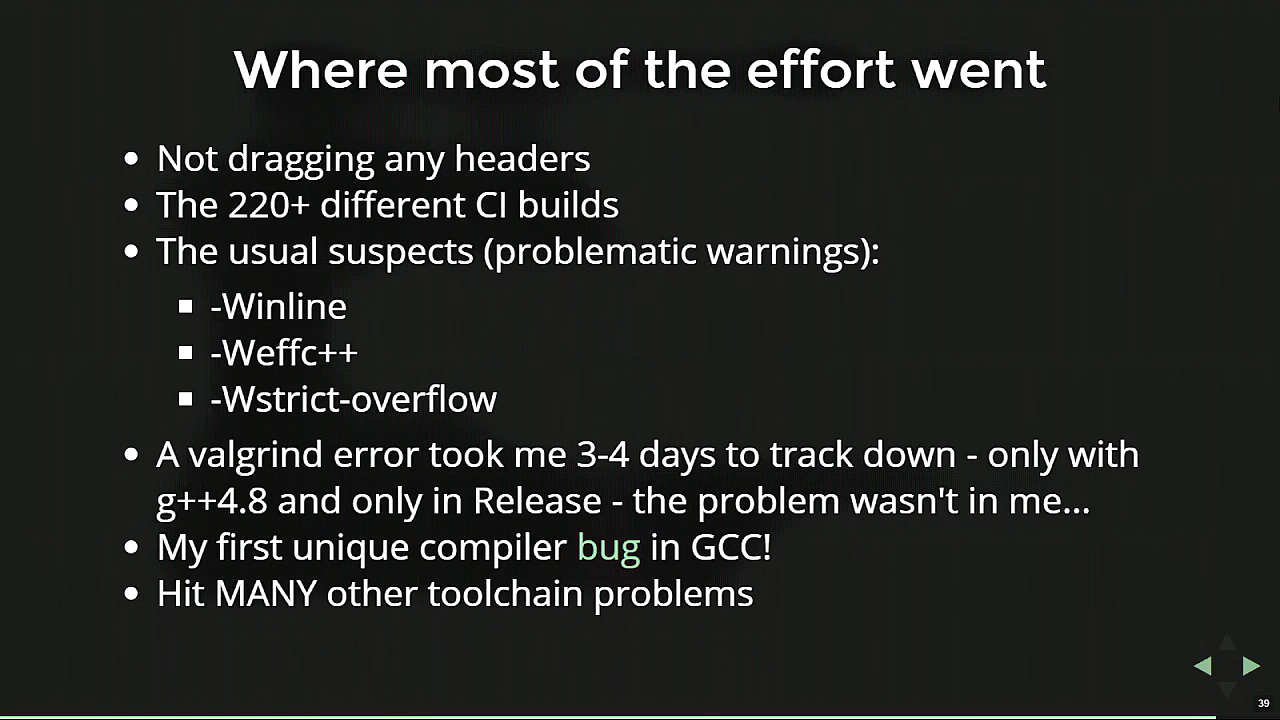 Where most of the effort went
Not dragging any headers
The 220+ different CI builds
The usual suspects (problematic warnings):
-Winline
-Weffc++
-Wstrict-overflow
A valgrind error took me 3-4 days to track down - only with
g++4.8 and only in Release - the problem wasn't in me...
My first unique compiler bug in GCC!
Hit MANY other toolchain problems
39